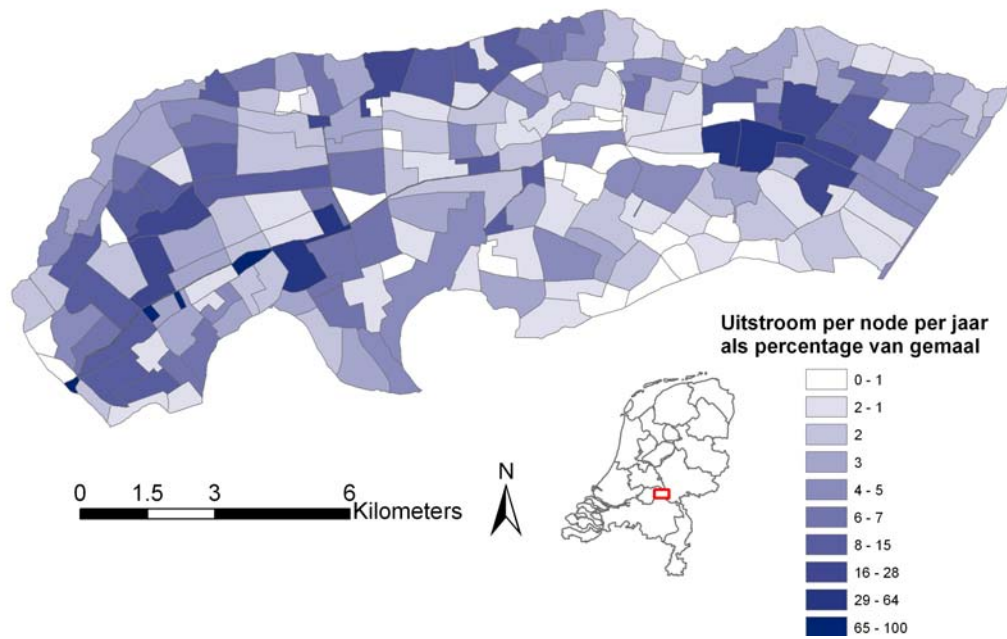 Uitstroom per node per jaar
als percentage van gemaal
0 - 1
2 - 1
2
3
4 - 5
6 - 7
8 - 15
16 - 28
29 - 64
65 - 100
N
0 1.5 3 6
Kilometers